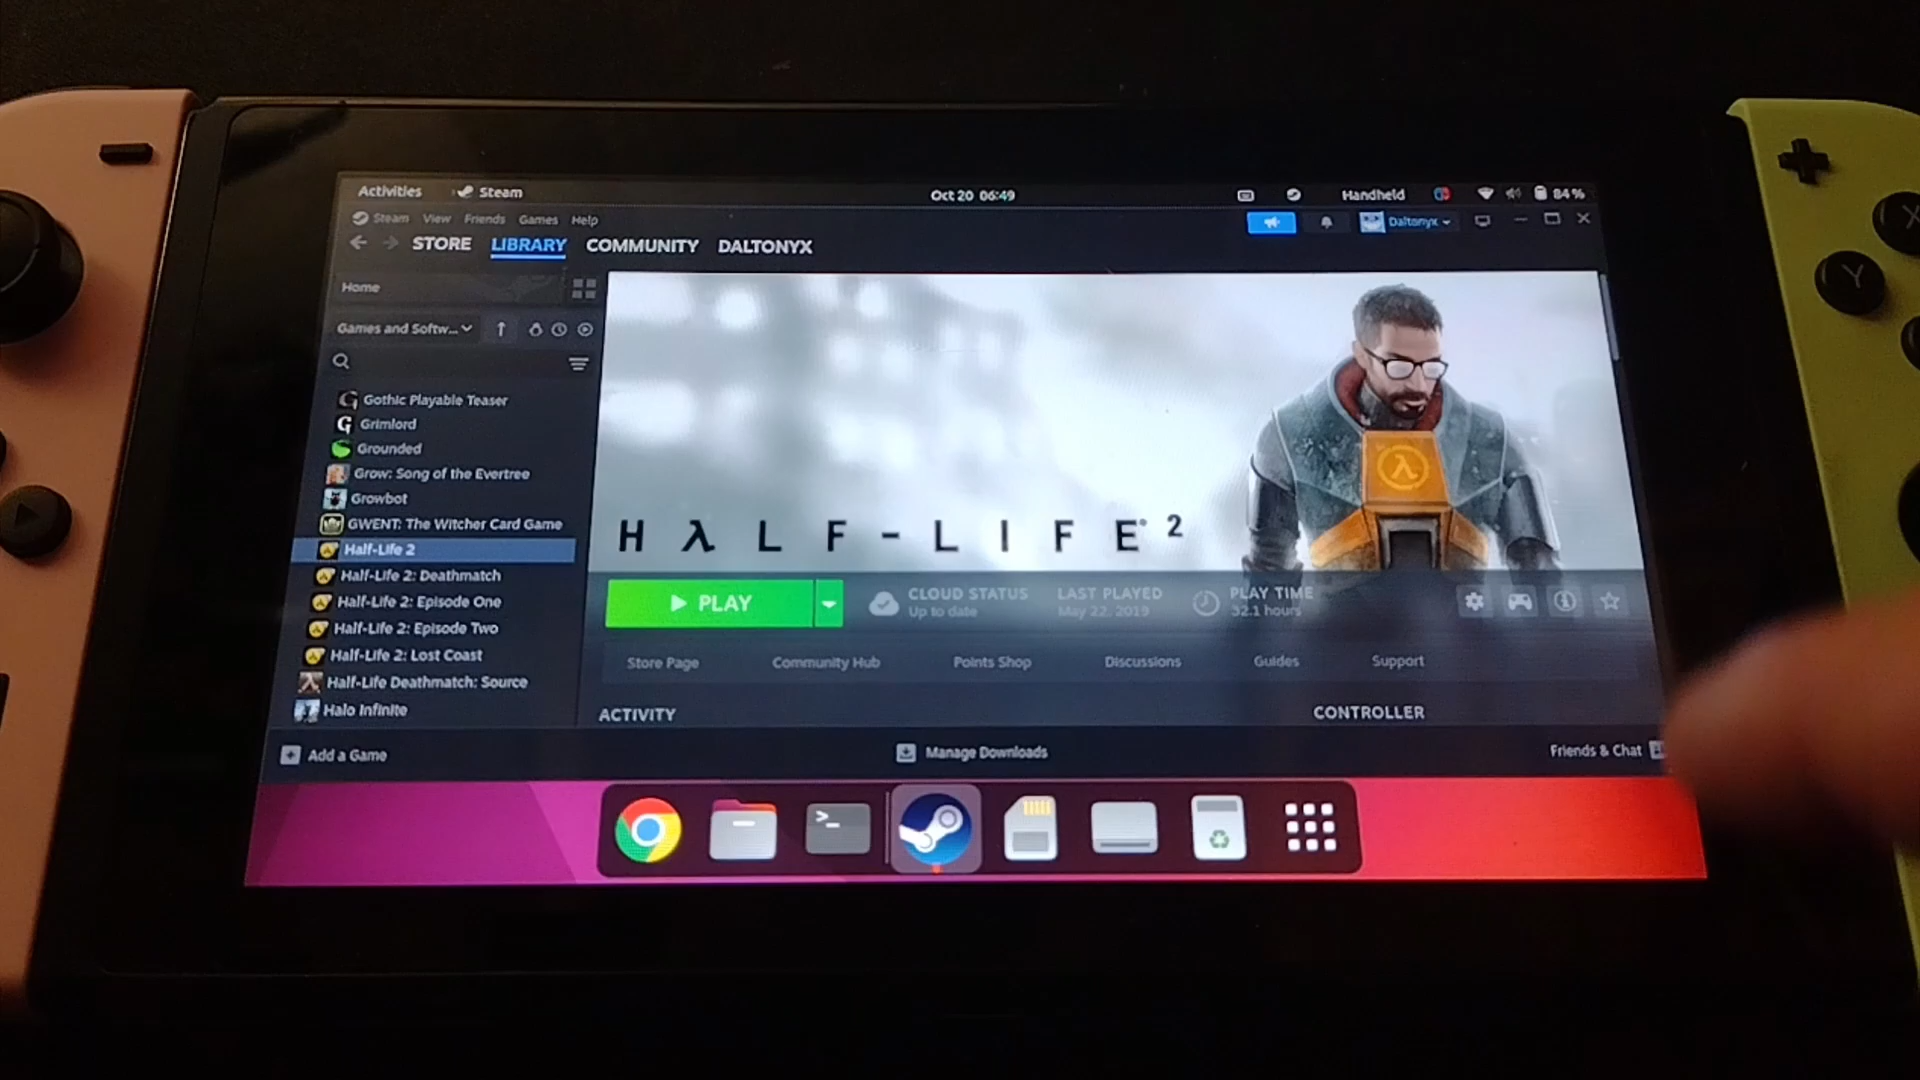 Activities Steam Oct 20 06:49 Handheld 84 %
Steam View Friends Games Help Daltonyx
STORE LIBRARY COMMUNITY DALTONYX
Home
Games and Softw...
Gothic Playable Teaser
Grimlord
Grounded
Grow: Song of the Evertree
Growbot
GWENT: The Witcher Card Game
Half-Life 2
Half-Life 2: Deathmatch
Half-Life 2: Episode One
Half-Life 2: Episode Two
Half-Life 2: Lost Coast
Half-Life Deathmatch: Source
Halo Infinite
HλLF-LIFE² 
PLAY
CLOUD STATUS
Up to date
LAST PLAYED
May 22, 2019
PLAY TIME
32.1 hours
Store Page Community Hub Points Shop Discussions Guides Support
ACTIVITY CONTROLLER
Add a Game Manage Downloads Friends & Chat
X
Y